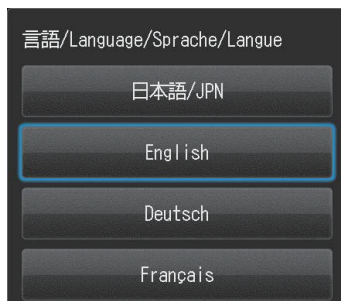 言語/Language/Sprache/Langue
日本語/JPN
English
Deutsch
Français